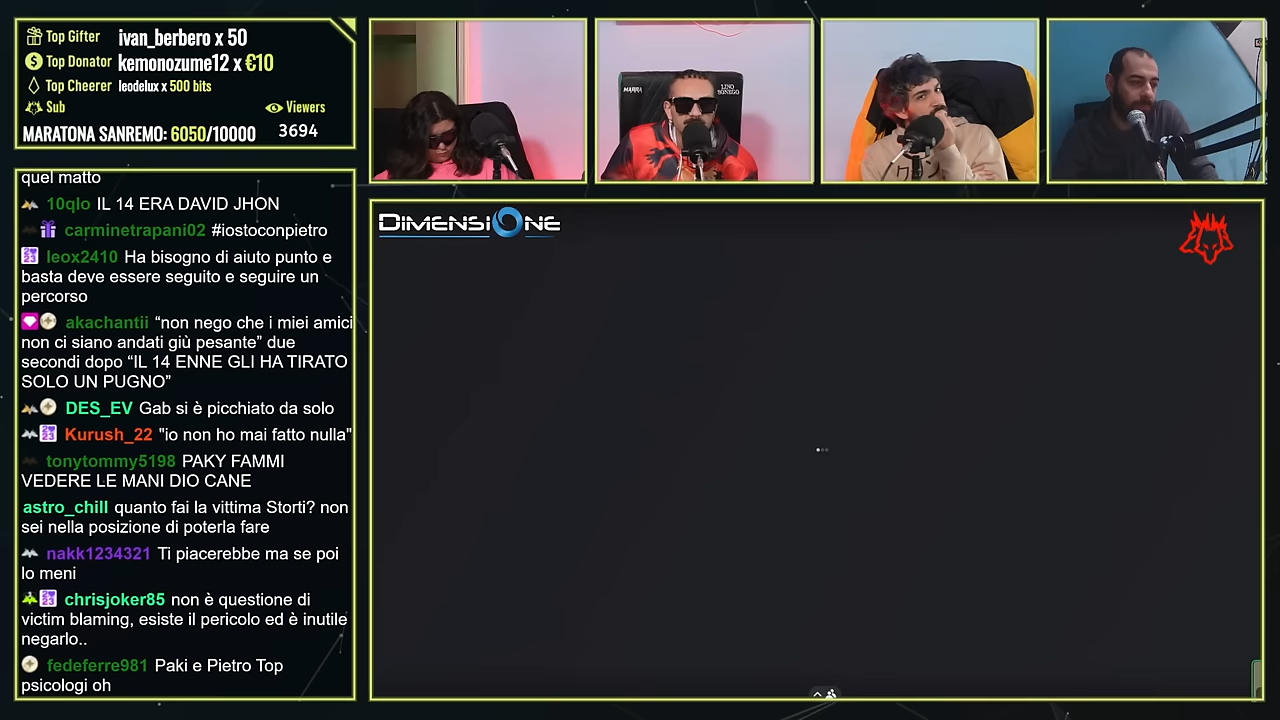 Top Gifter ivan_berbero x 50
Top Donator kemonozume12 x €10
Top Cheerer leodelux x 500 bits
Sub
Viewers
MARATONA SANREMO: 6050/10000
3694
quel matto
10qlo IL 14 ERA DAVID JHON
carminetrapani02 #iostoconpietro
leox2410 Ha bisogno di aiuto punto e
basta deve essere seguito e seguire un
percorso
akachantii “non nego che i miei amici
non ci siano andati giù pesante” due
secondi dopo “IL 14 ENNE GLI HA TIRATO
SOLO UN PUGNO”
DES_EV Gab si è picchiato da solo
Kurush_22 "io non ho mai fatto nulla"
tonytommy5198 PAKY FAMMI
VEDERE LE MANI DIO CANE
astro_chill quanto fai la vittima Storti? non
sei nella posizione di poterla fare
nakk1234321 Ti piacerebbe ma se poi
lo meni
chrisjoker85 non è questione di
victim blaming, esiste il pericolo ed è inutile
negarlo..
fedeferre981 Paki e Pietro Top
psicologi oh
MARRA
LINO
DIMENSIONE